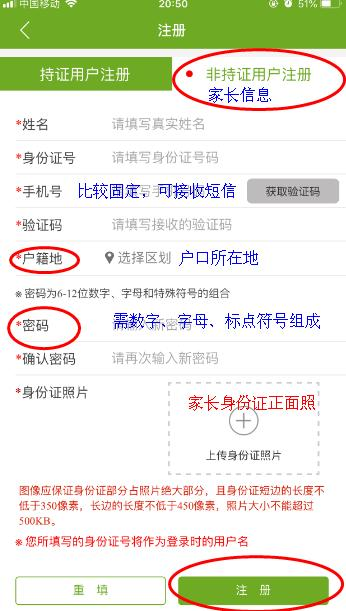 中国移动 20:50 51%
注册
持证用户注册 非持证用户注册
家长信息
*姓名 请填写真实姓名
*身份证号 请填写身份证号码
*手机号 比较固定，可接收短信 获取验证码
*验证码 请填写接收的验证码
*户籍地 选择区划 户口所在地
※ 密码为6-12位数字、字母和特殊符号的组合
*密码 需数字、字母、标点符号组成
*确认密码 请再次输入新密码
*身份证照片
家长身份证正面照
上传身份证照片
图像应保证身份证部分占照片绝大部分，且身份证短边的长度不
低于350像素，长边的长度不低于450像素，照片大小不能超过
500KB。
※ 您所填写的身份证号将作为登录时的用户名
重 填 注 册